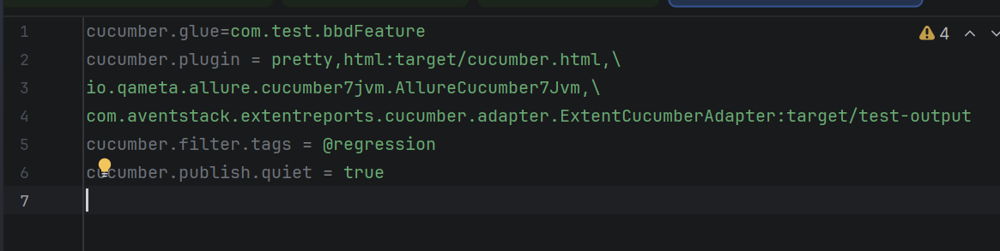 1 cucumber.glue=com.test.bbdFeature 4
2 cucumber.plugin = pretty,html:target/cucumber.html,\
3 io.qameta.allure.cucumber7jvm.AllureCucumber7Jvm,\
4 com.aventstack.extentreports.cucumber.adapter.ExtentCucumberAdapter:target/test-output
5 cucumber.filter.tags = @regression
6 cucumber.publish.quiet = true
7